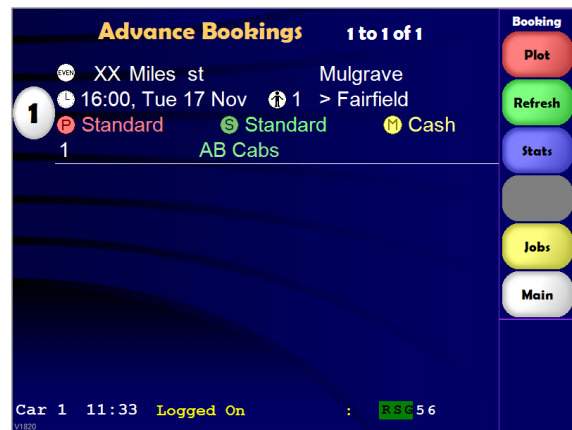 Advance Bookings 1 to 1 of 1
EVEN XX Miles st Mulgrave
16:00, Tue 17 Nov 1 > Fairfield
1
P Standard S Standard M Cash
1 AB Cabs
Booking
Plot
Refresh
Stats
Jobs
Main
Car 1 11:33 Logged On : RSG56
V1820